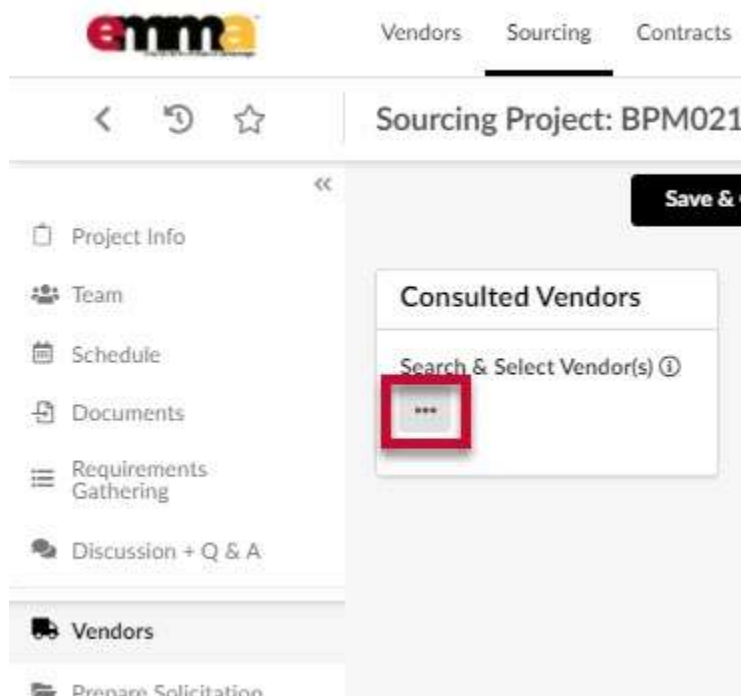 emma
Vendors Sourcing Contracts
Sourcing Project: BPM021
Save &
Project Info
Team
Consulted Vendors
Schedule
Search & Select Vendor(s)
•••
Documents
Requirements
Gathering
Discussion + Q & A
Vendors
Prepare Solicitation